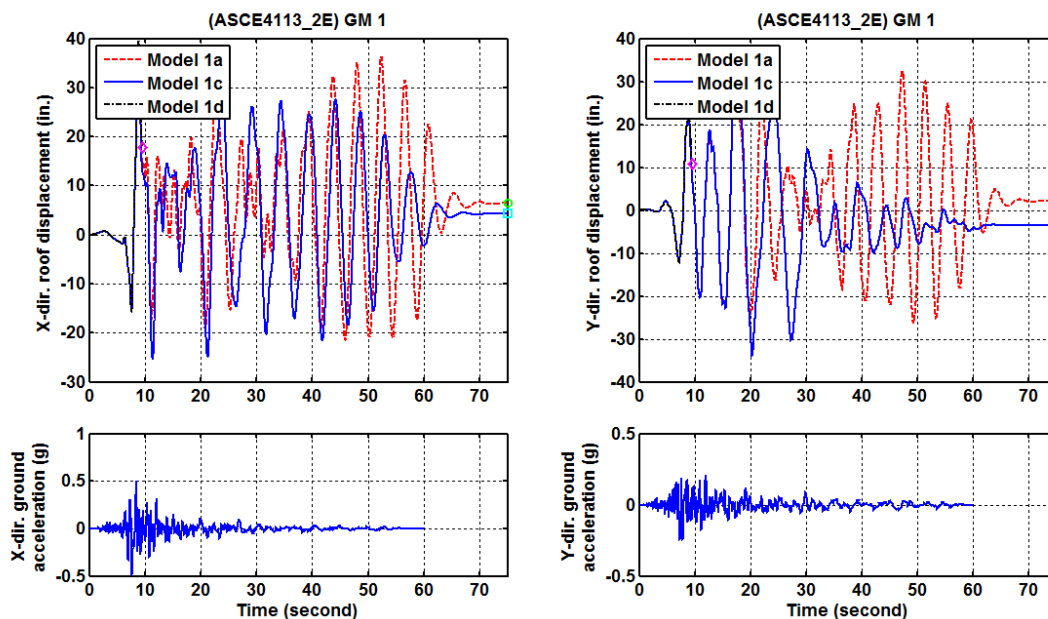 (ASCE4113_2E) GM 1
X-dir. roof displacement (in.)
40
30
20
10
0
-10
-20
-30
Model 1a
Model 1c
Model 1d
0 10 20 30 40 50 60 70
(ASCE4113_2E) GM 1
Y-dir. roof displacement (in.)
40
30
20
10
0
-10
-20
-30
-40
Model 1a
Model 1c
Model 1d
0 10 20 30 40 50 60 70
X-dir. ground
acceleration (g)
1
0.5
0
-0.5
0 10 20 30 40 50 60 70
Time (second)
Y-dir. ground
acceleration (g)
0.5
0
-0.5
0 10 20 30 40 50 60 70
Time (second)